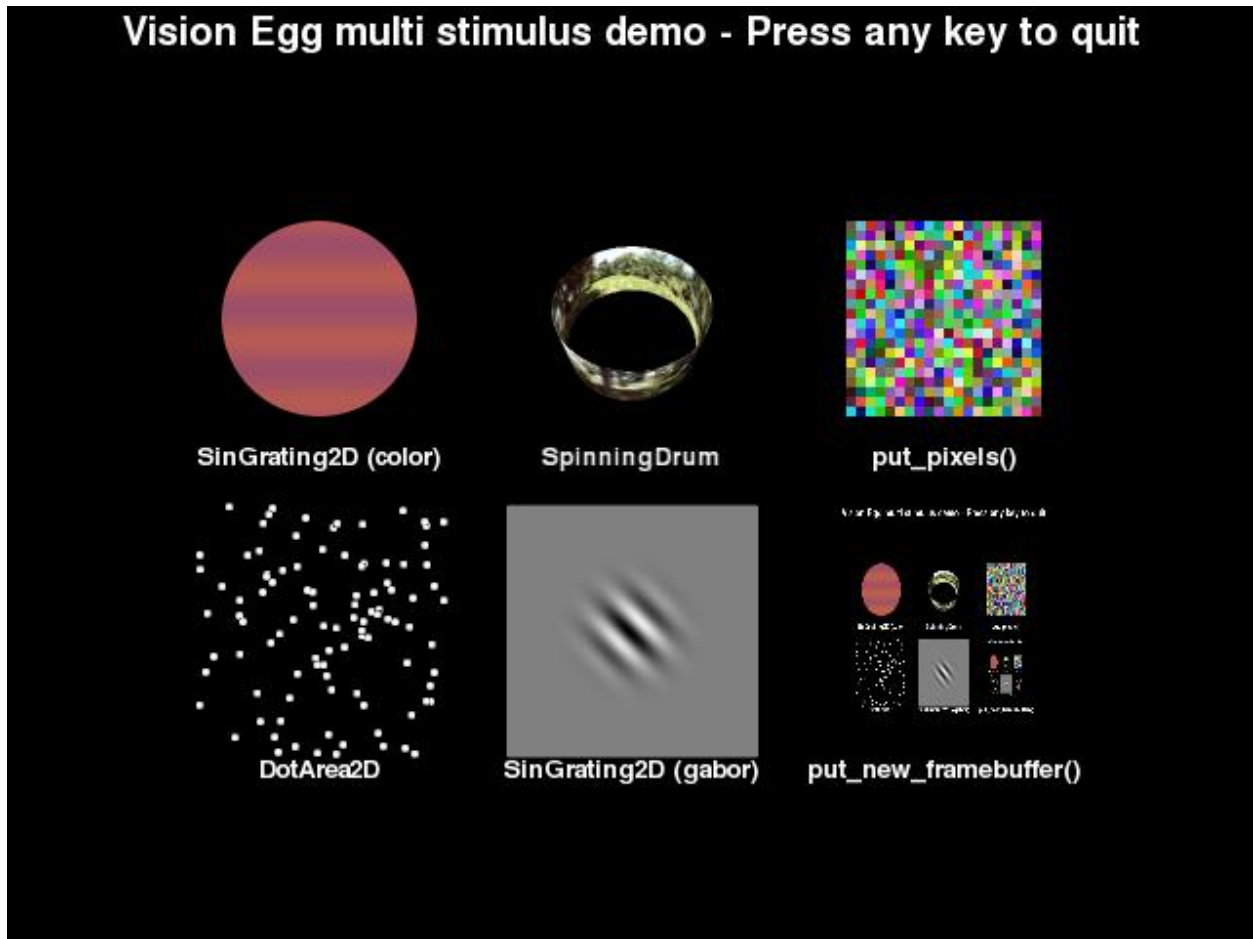 Vision Egg multi stimulus demo - Press any key to quit
SinGrating2D (color)
SpinningDrum
put_pixels()
DotArea2D
SinGrating2D (gabor)
put_new_framebuffer()